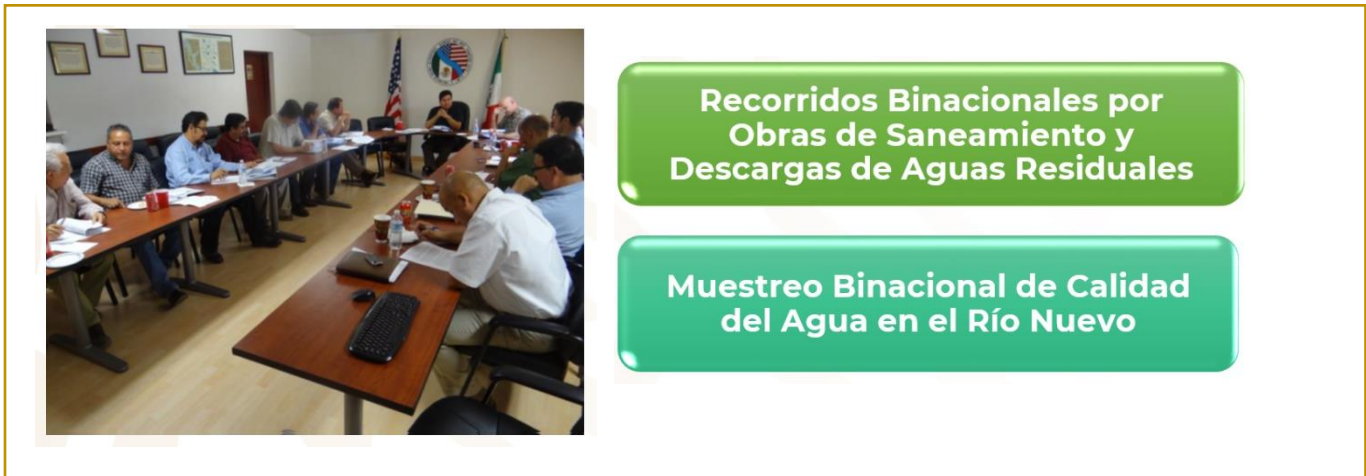 Recorridos Binacionales por
Obras de Saneamiento y
Descargas de Aguas Residuales
Muestreo Binacional de Calidad
del Agua en el Río Nuevo